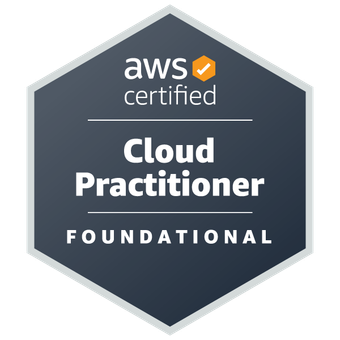 aws
certified
Cloud
Practitioner
FOUNDATIONAL